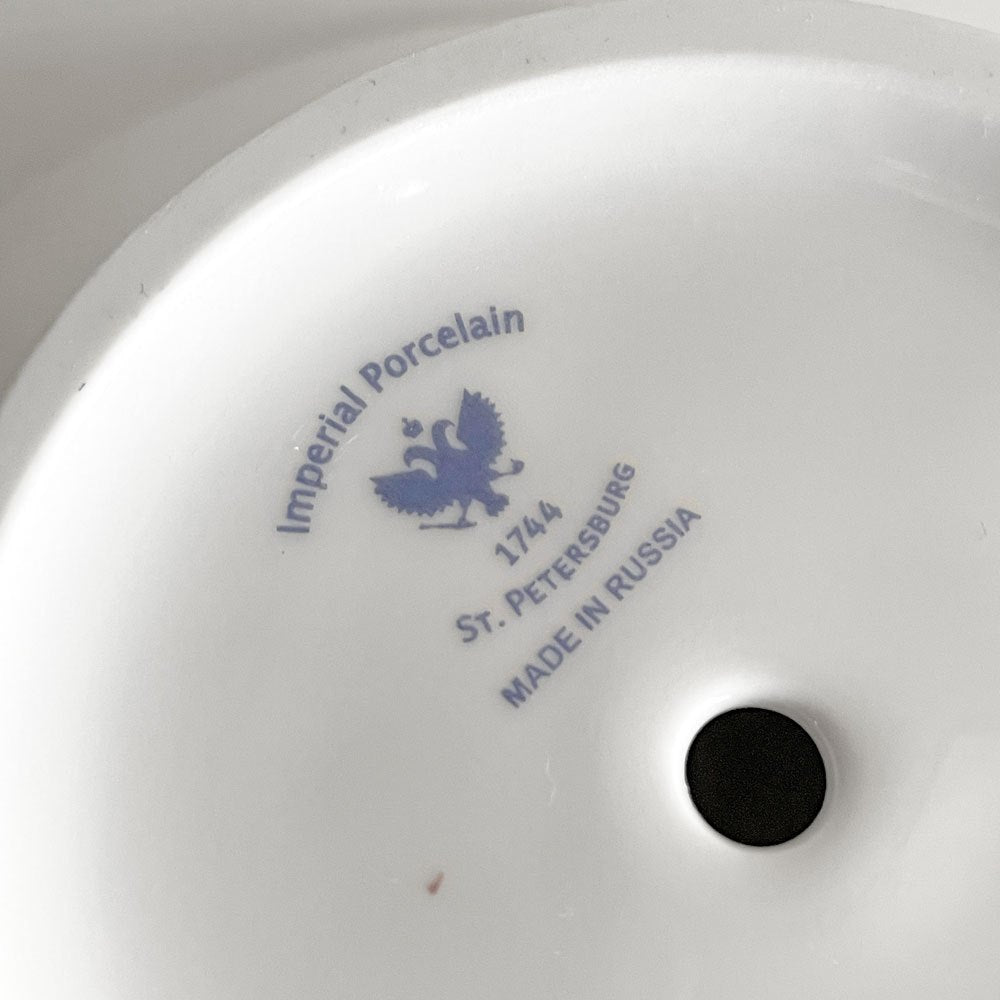 Imperial Porcelain
1744
ST. PETERSBURG
MADE IN RUSSIA